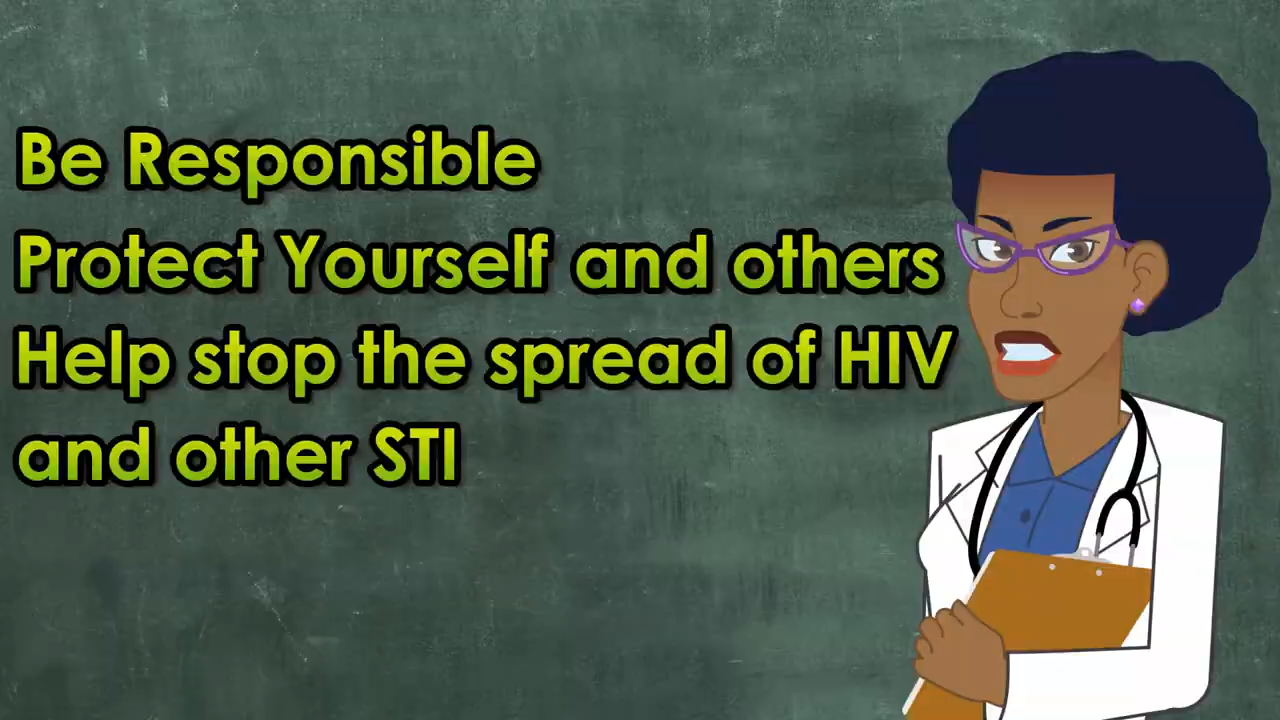 Be Responsible
Protect Yourself and others
Help stop the spread of HIV
and other STI